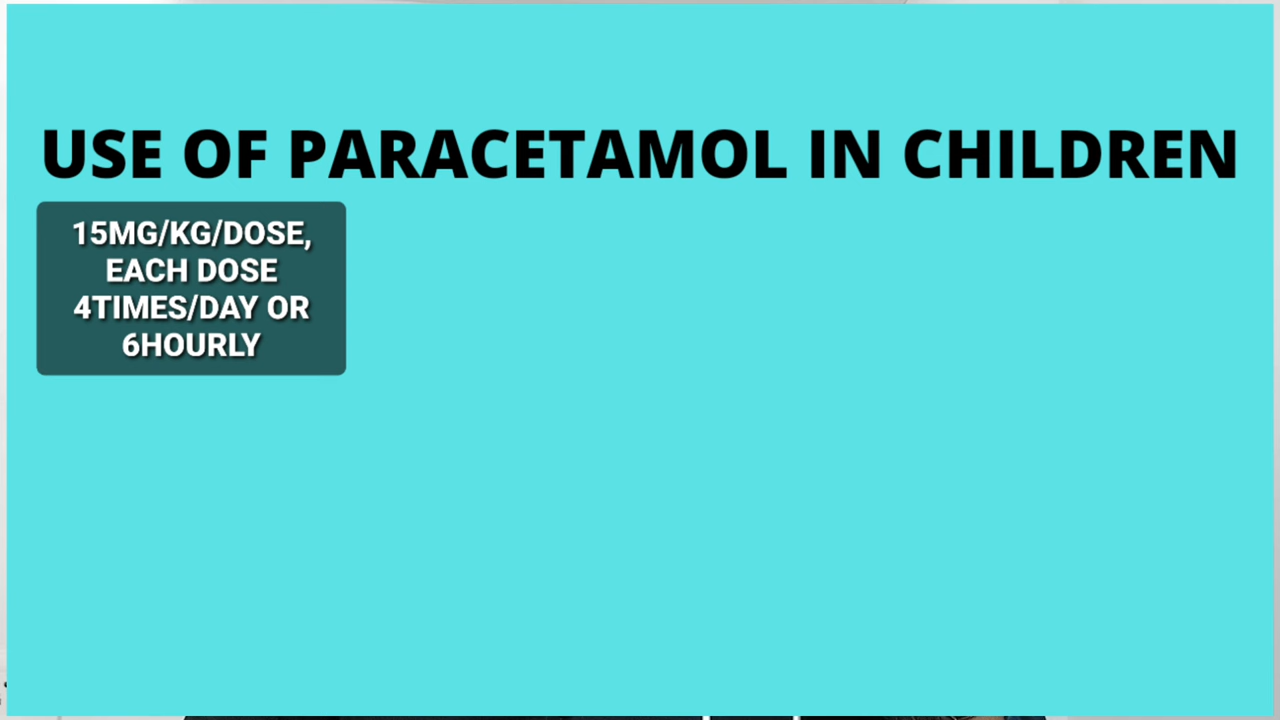 USE OF PARACETAMOL IN CHILDREN
15MG/KG/DOSE,
EACH DOSE
4TIMES/DAY OR
6HOURLY